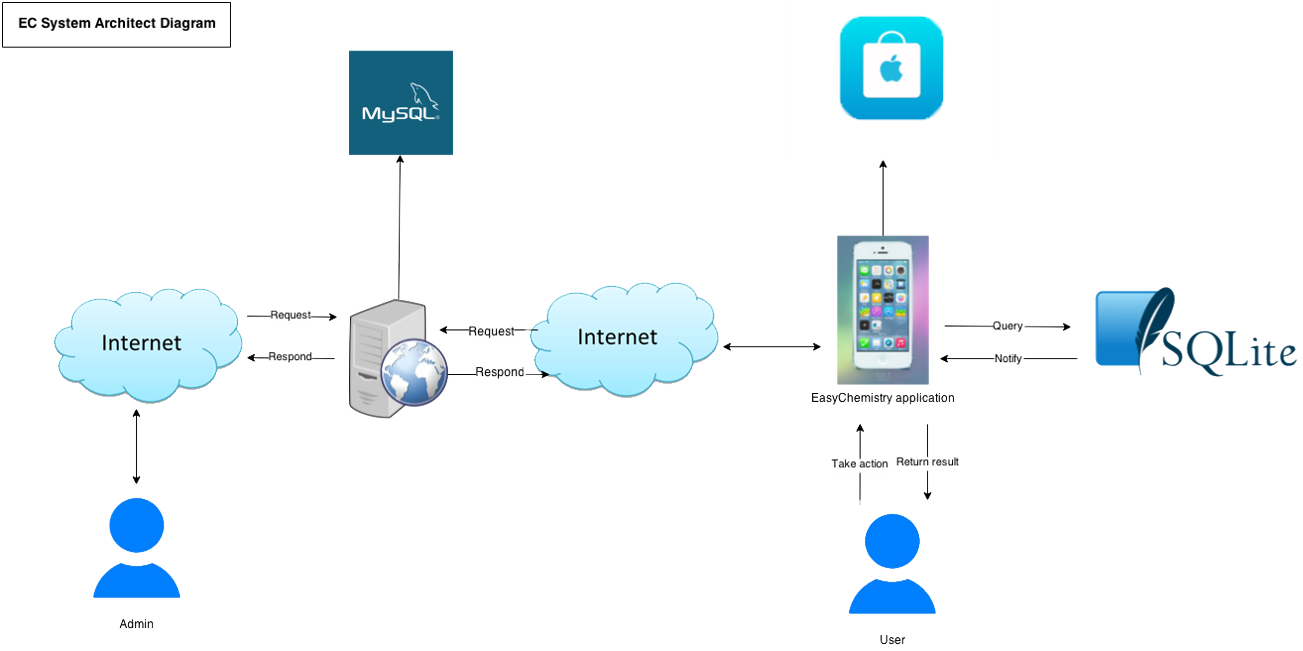 EC System Architect Diagram
MySQL
Internet
Request
Respond
Request
Respond
Internet
EasyChemistry application
Query
Notify
SQLite
Take action
Return result
Admin
User